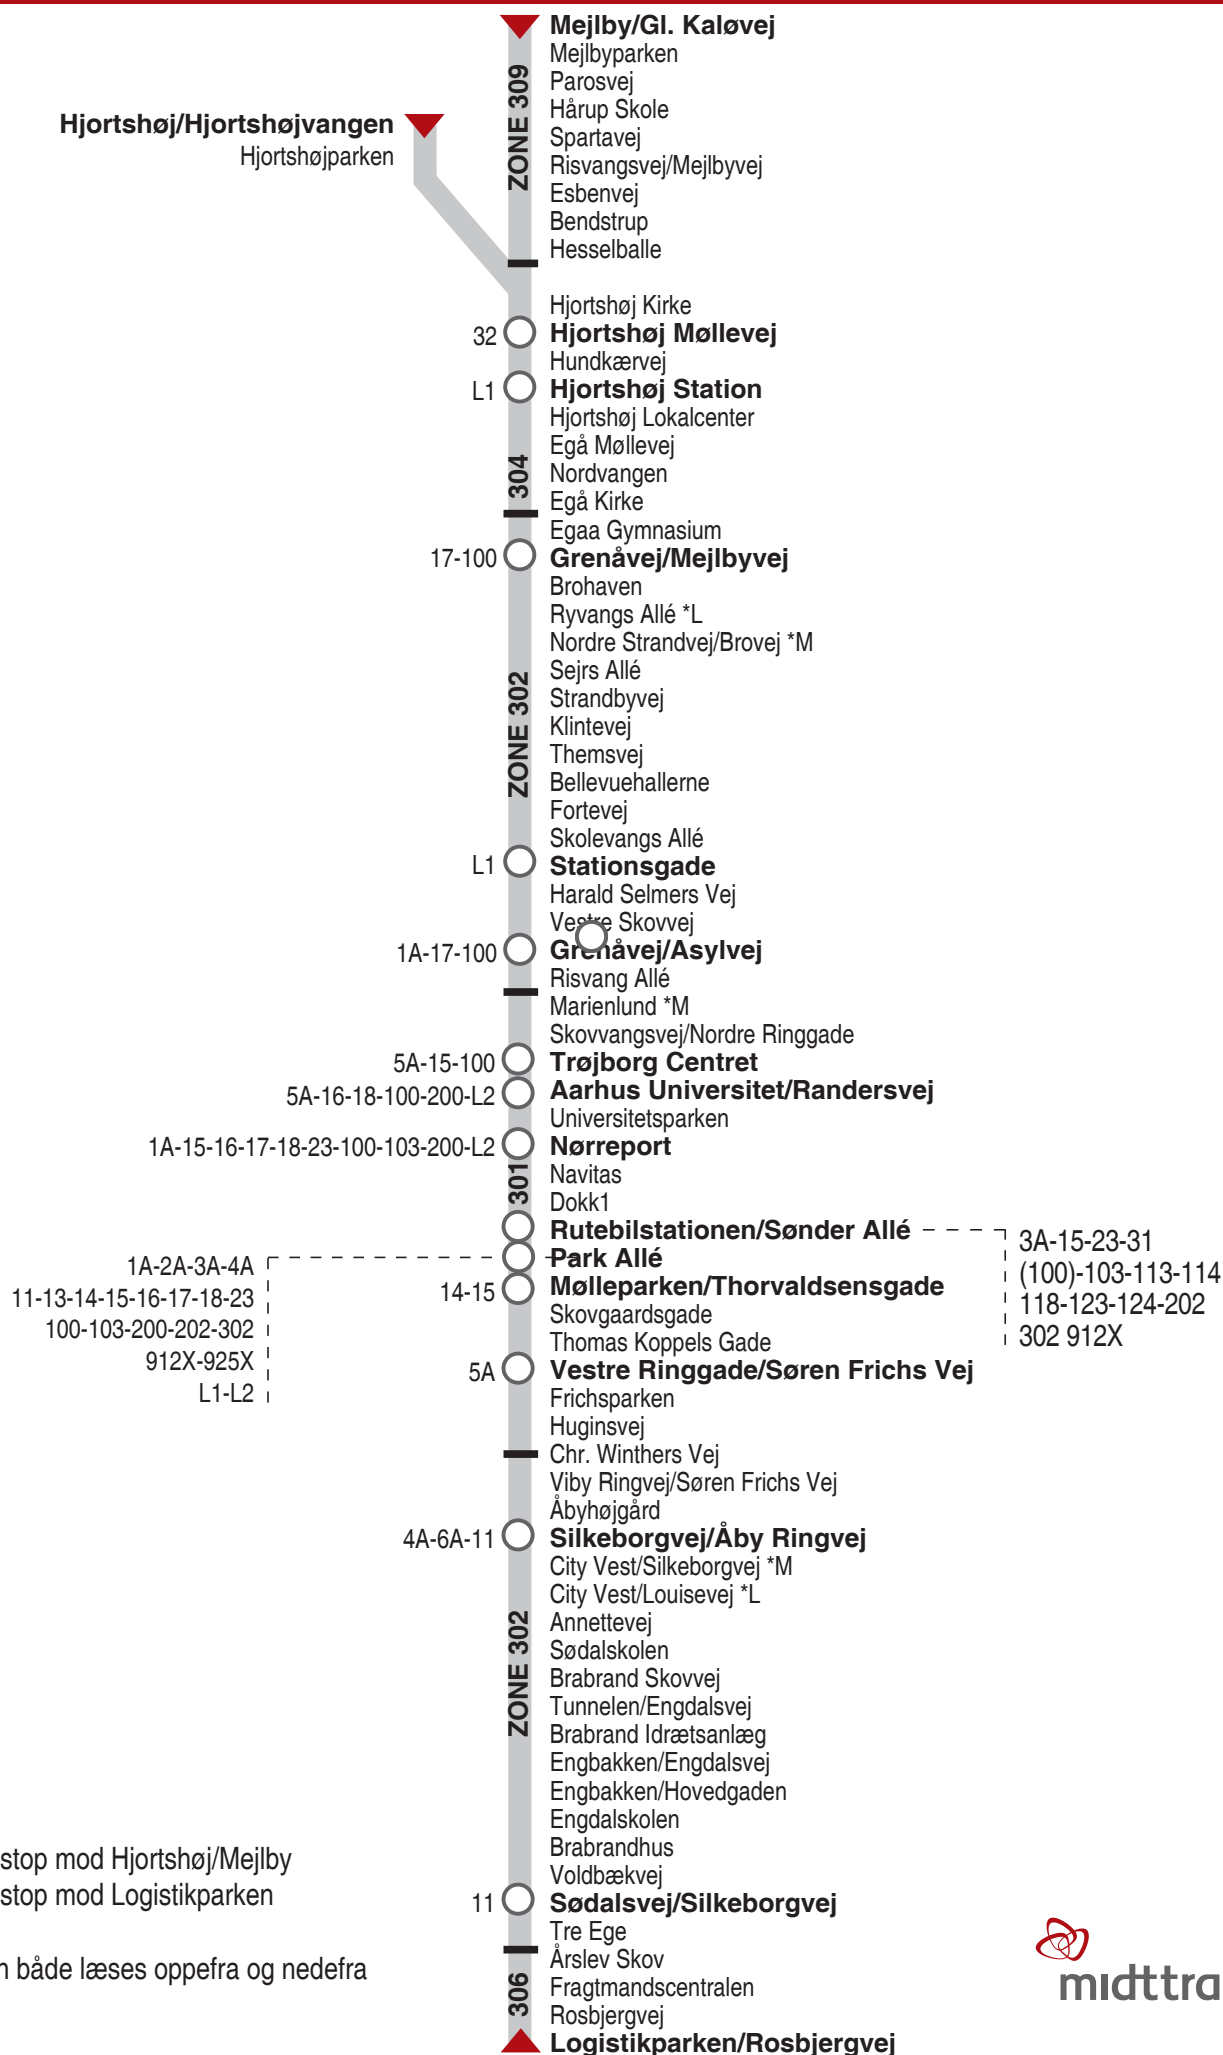 Mejlby/Gl. Kaløvej
Mejlbyparken
Parosvej
Hårup Skole
Spartavej
Risvangsvej/Mejlbyvej
Esbenvej
Bendstrup
Hesselballe
ZONE 309
Hjortshøj/Hjortshøjvangen
Hjortshøjparken
Hjortshøj Kirke
32 Hjortshøj Møllevej
Hundkærvej
L1 Hjortshøj Station
Hjortshøj Lokalcenter
Egå Møllevej
Nordvangen
Egå Kirke
304
Egaa Gymnasium
17-100 Grenåvej/Mejlbyvej
Brohaven
Ryvangs Allé *L
Nordre Strandvej/Brovej *M
Sejrs Allé
Strandbyvej
Klintevej
Themsvej
Bellevuehallerne
Fortevej
Skolevangs Allé
ZONE 302
L1 Stationsgade
Harald Selmers Vej
Vestre Skovvej
1A-17-100 Grenåvej/Asylvej
Risvang Allé
Marienlund *M
Skovvangsvej/Nordre Ringgade
5A-15-100 Trøjborg Centret
5A-16-18-100-200-L2 Aarhus Universitet/Randersvej
Universitetsparken
1A-15-16-17-18-23-100-103-200-L2 Nørreport
Navitas
Dokk1
301
Rutebilstationen/Sønder Allé
3A-15-23-31
(100)-103-113-114
118-123-124-202
302 912X
Park Allé
1A-2A-3A-4A
11-13-14-15-16-17-18-23
100-103-200-202-302
912X-925X
L1-L2
14-15 Mølleparken/Thorvaldsensgade
Skovgaardsgade
Thomas Koppels Gade
5A Vestre Ringgade/Søren Frichs Vej
Frichsparken
Huginsvej
Chr. Winthers Vej
Viby Ringvej/Søren Frichs Vej
Åbyhøjgård
4A-6A-11 Silkeborgvej/Åby Ringvej
City Vest/Silkeborgvej *M
City Vest/Louisevej *L
Annettevej
Sødalskolen
Brabrand Skovvej
Tunnelen/Engdalsvej
Brabrand Idrætsanlæg
Engbakken/Engdalsvej
Engbakken/Hovedgaden
Engdalskolen
Brabrandhus
Voldbækvej
ZONE 302
11 Sødalsvej/Silkeborgvej
Tre Ege
Årslev Skov
Fragtmandscentralen
Rosbjergvej
306
Logistikparken/Rosbjergvej
stop mod Hjortshøj/Mejlby
stop mod Logistikparken
n både læses oppefra og nedefra
midttra